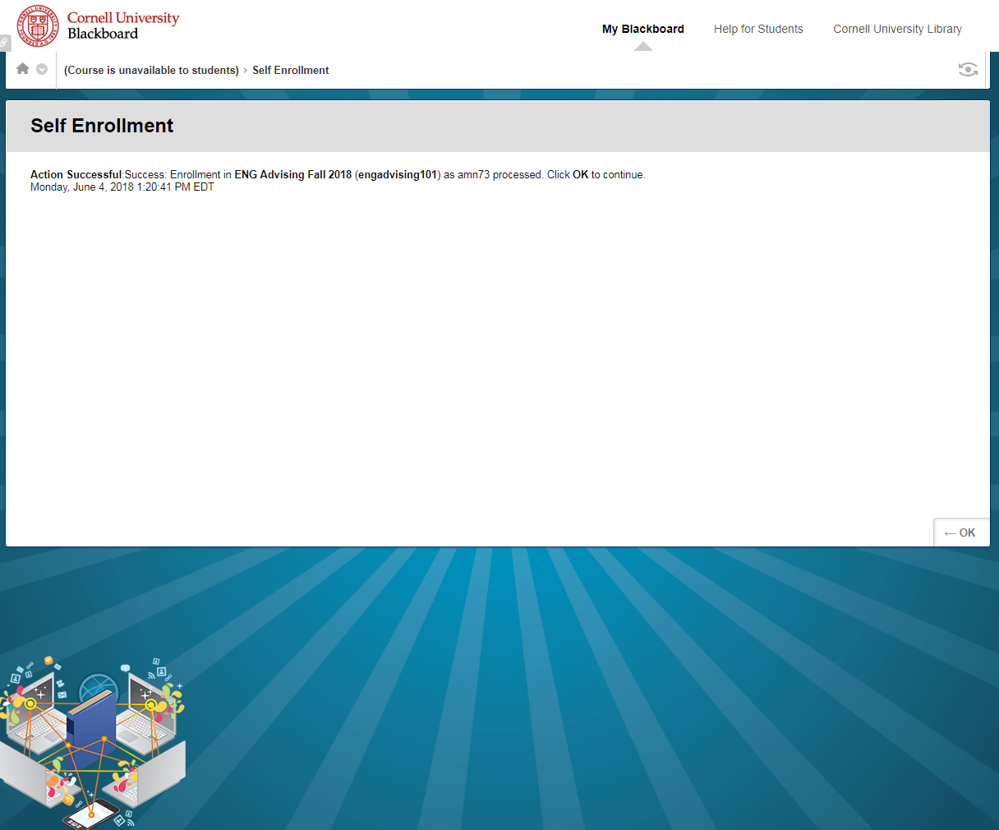 Cornell University
Blackboard
My Blackboard
Help for Students
Cornell University Library
(Course is unavailable to students) > Self Enrollment
Self Enrollment
Action Successful:Success: Enrollment in ENG Advising Fall 2018 (engadvising101) as amn73 processed. Click OK to continue.
Monday, June 4, 2018 1:20:41 PM EDT
← OK